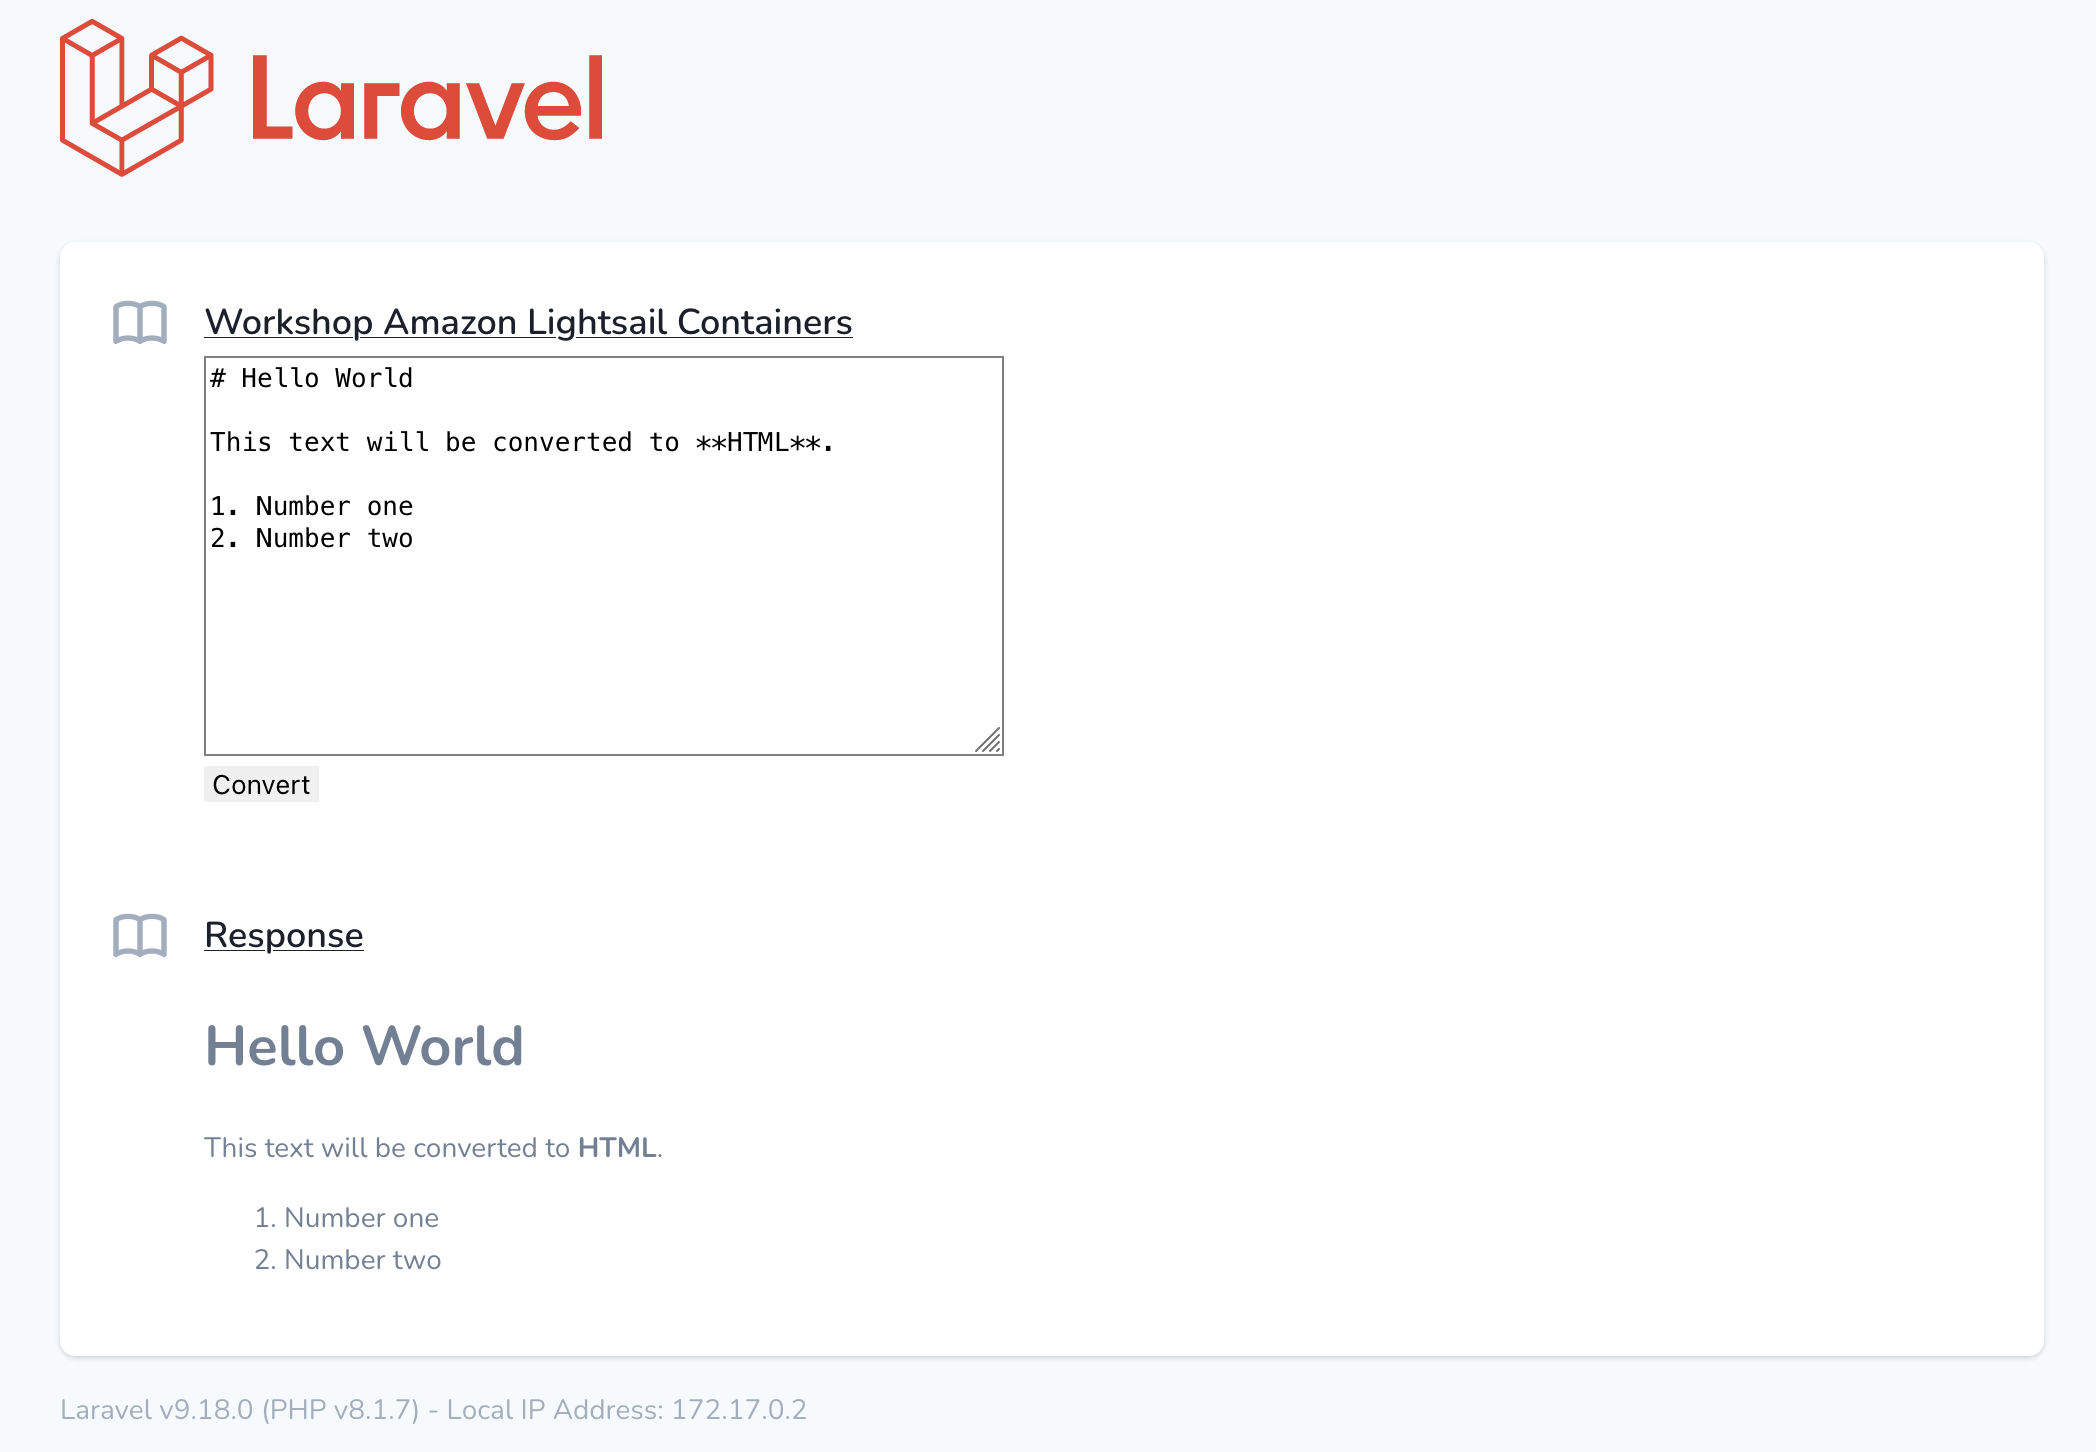 Laravel
Workshop Amazon Lightsail Containers
# Hello World
This text will be converted to **HTML**.
1. Number one
2. Number two
Convert
Response
Hello World
This text will be converted to HTML.
1. Number one
2. Number two
Laravel v9.18.0 (PHP v8.1.7) - Local IP Address: 172.17.0.2